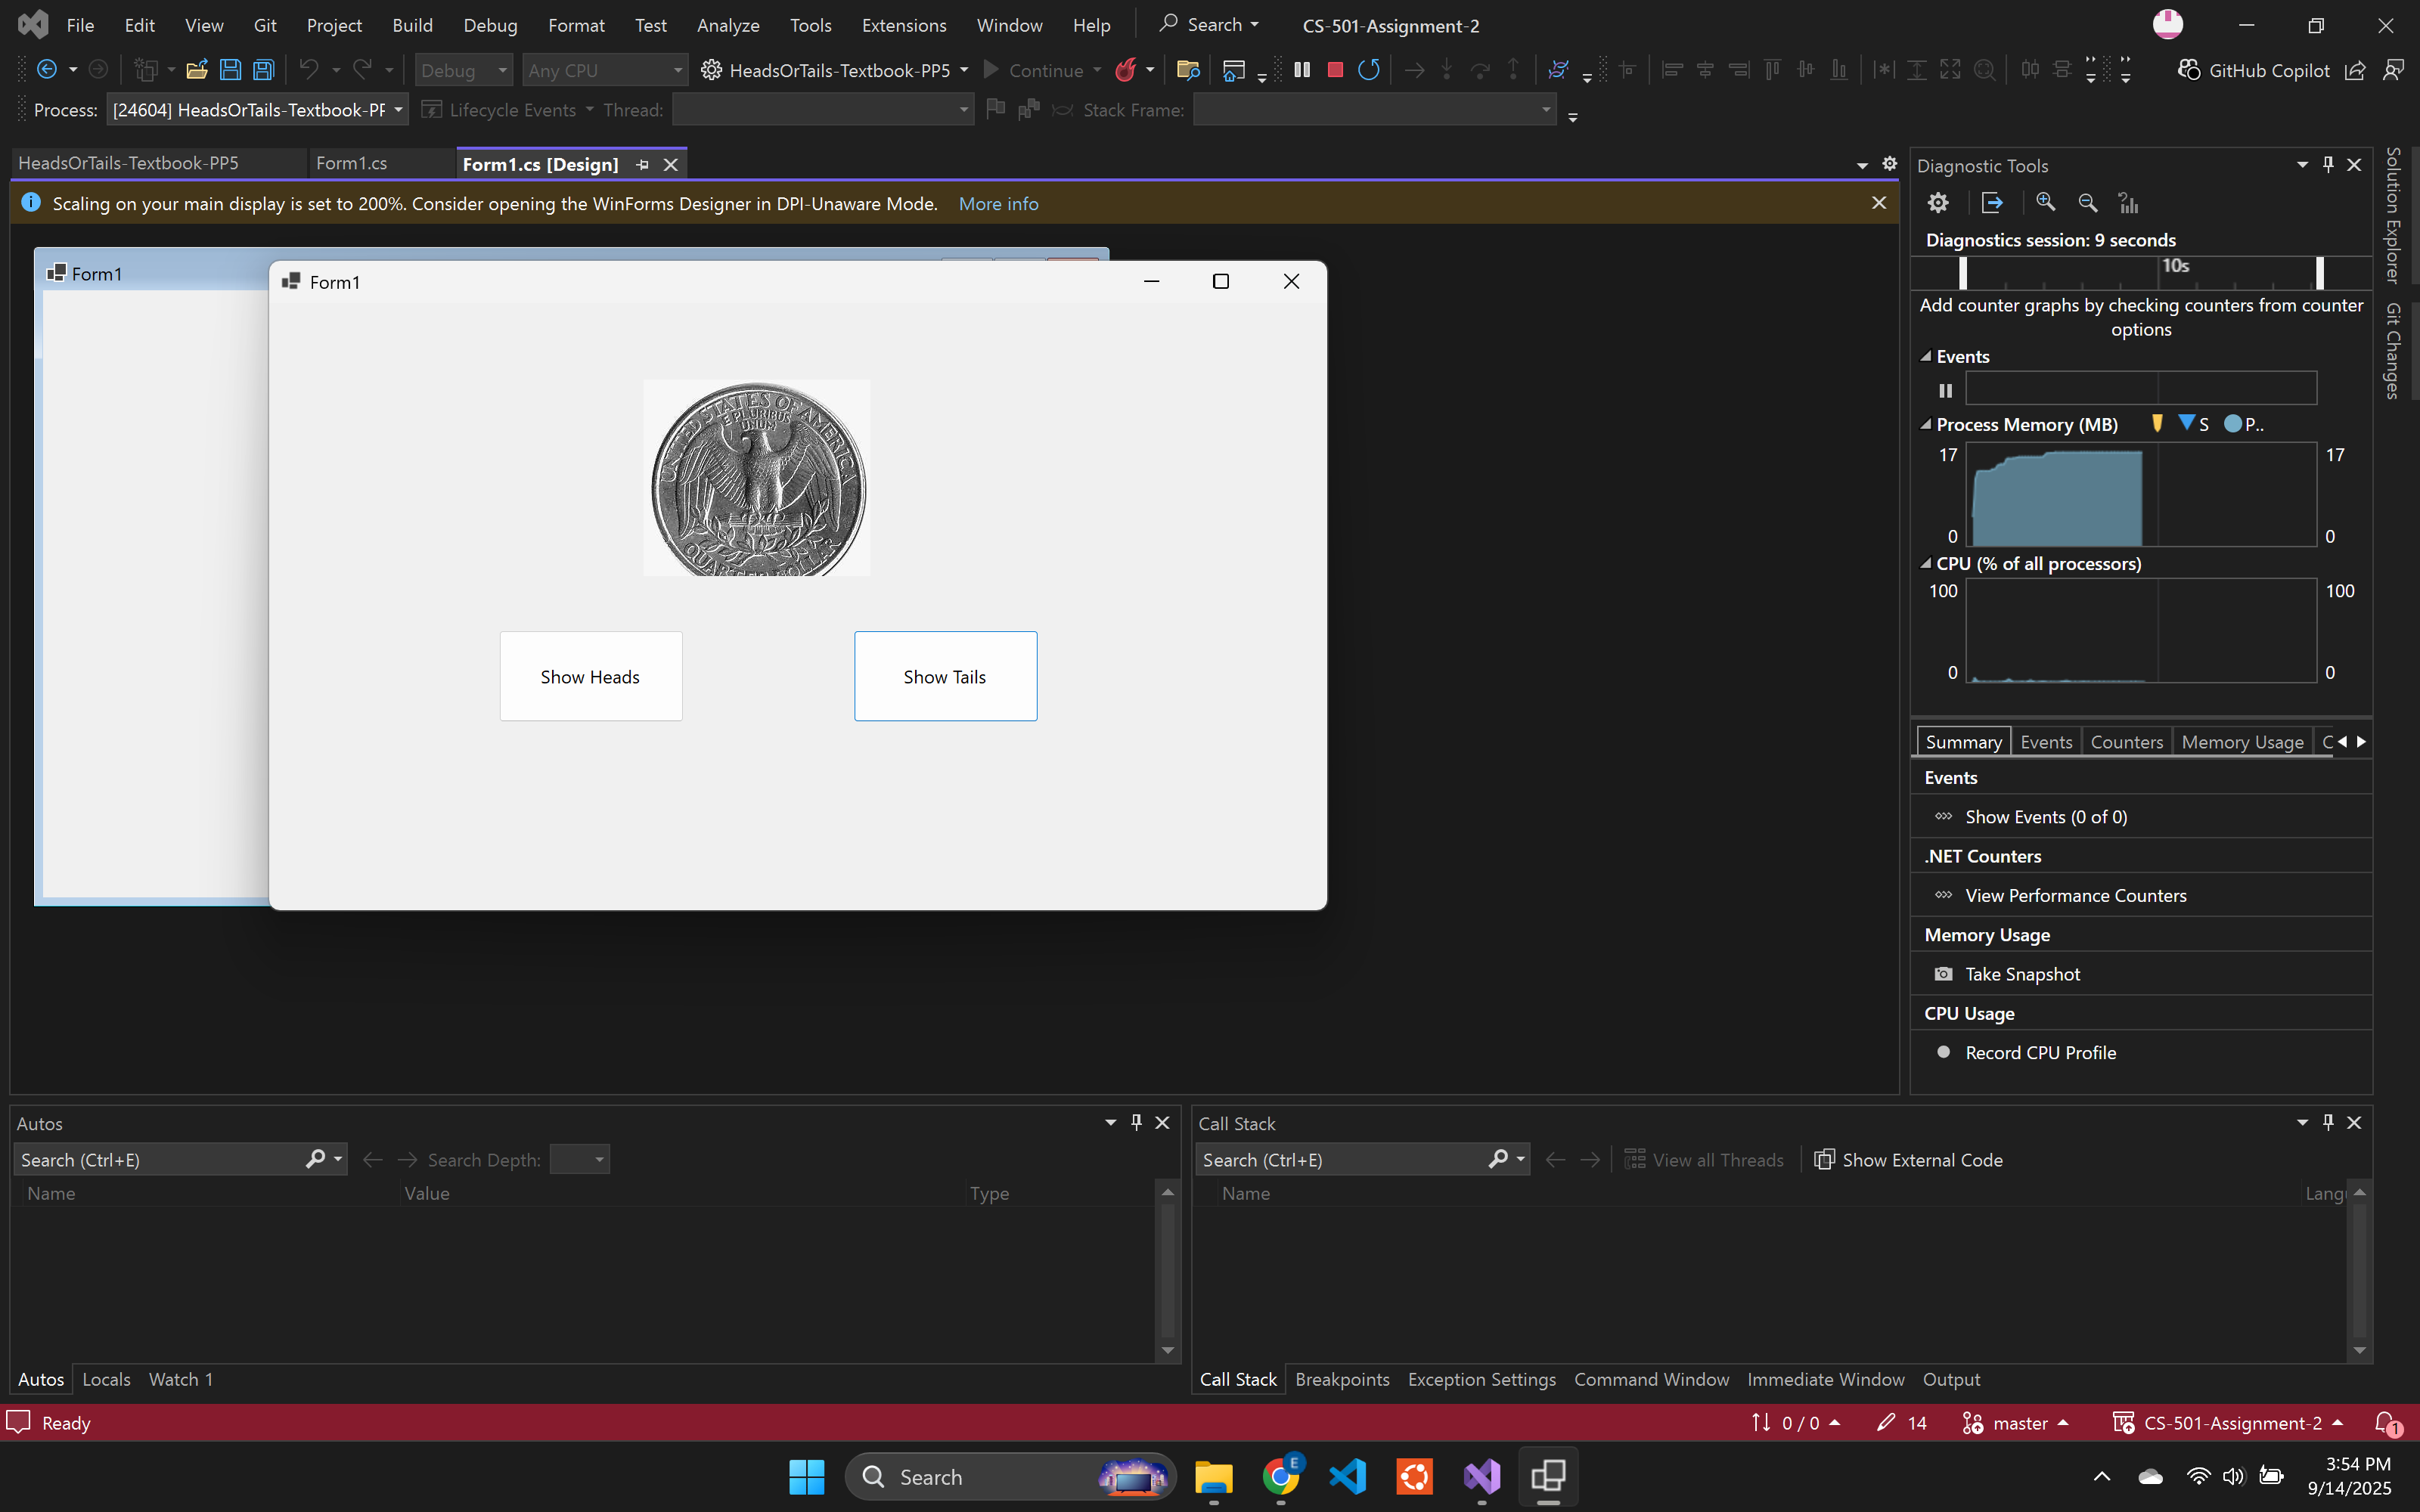 File Edit View Git Project Build Debug Format Test Analyze Tools Extensions Window Help Search CS-501-Assignment-2
Debug Any CPU HeadsOrTails-Textbook-PP5 Continue GitHub Copilot
Process: [24604] HeadsOrTails-Textbook-PF Lifecycle Events Thread: Stack Frame:
HeadsOrTails-Textbook-PP5 Form1.cs Form1.cs [Design]
Scaling on your main display is set to 200%. Consider opening the WinForms Designer in DPI-Unaware Mode. More info
Form1
Form1
UNITED STATES OF AMERICA
E PLURIBUS
UNUM
QUARTER DOLLAR
Show Heads Show Tails
Diagnostic Tools
Diagnostics session: 9 seconds
10s
Add counter graphs by checking counters from counter
options
Events
Process Memory (MB) S P..
17 17
0 0
CPU (% of all processors)
100 100
0 0
Summary Events Counters Memory Usage C
Events
Show Events (0 of 0)
.NET Counters
View Performance Counters
Memory Usage
Take Snapshot
CPU Usage
Record CPU Profile
Solution Explorer
Git Changes
Autos
Search (Ctrl+E) Search Depth:
Name Value Type
Autos Locals Watch 1
Call Stack
Search (Ctrl+E) View all Threads Show External Code
Name Langu
Call Stack Breakpoints Exception Settings Command Window Immediate Window Output
Ready 0 / 0 14 master CS-501-Assignment-2 1
Search E 3:54 PM
9/14/2025